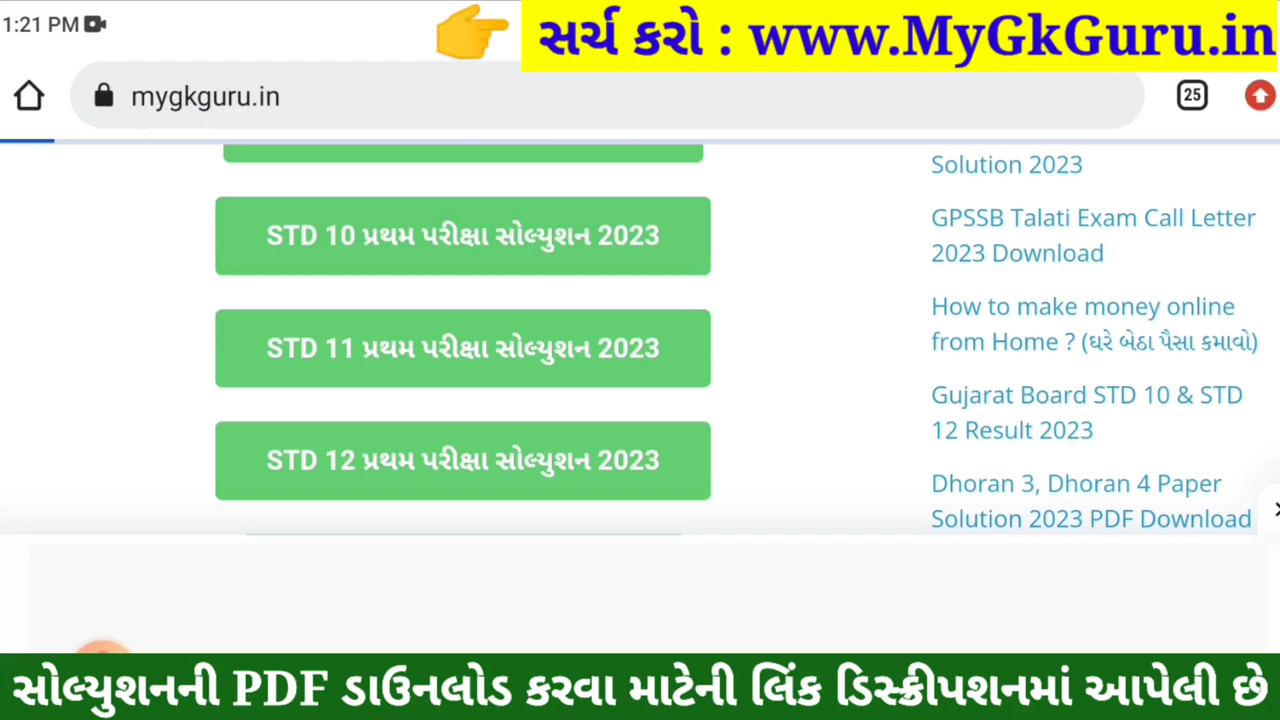 1:21 PM
સર્ચ કરો : www.MyGkGuru.in
mygkguru.in
25
STD 10 પ્રથમ પરીક્ષા સોલ્યુશન 2023
STD 11 પ્રથમ પરીક્ષા સોલ્યુશન 2023
STD 12 પ્રથમ પરીક્ષા સોલ્યુશન 2023
Solution 2023
GPSSB Talati Exam Call Letter
2023 Download
How to make money online
from Home ? (ઘરે બેઠા પૈસા કમાવો)
Gujarat Board STD 10 & STD
12 Result 2023
Dhoran 3, Dhoran 4 Paper
Solution 2023 PDF Download
સોલ્યુશનની PDF ડાઉનલોડ કરવા માટેની લિંક ડિસ્ક્રીપશનમાં આપેલી છે